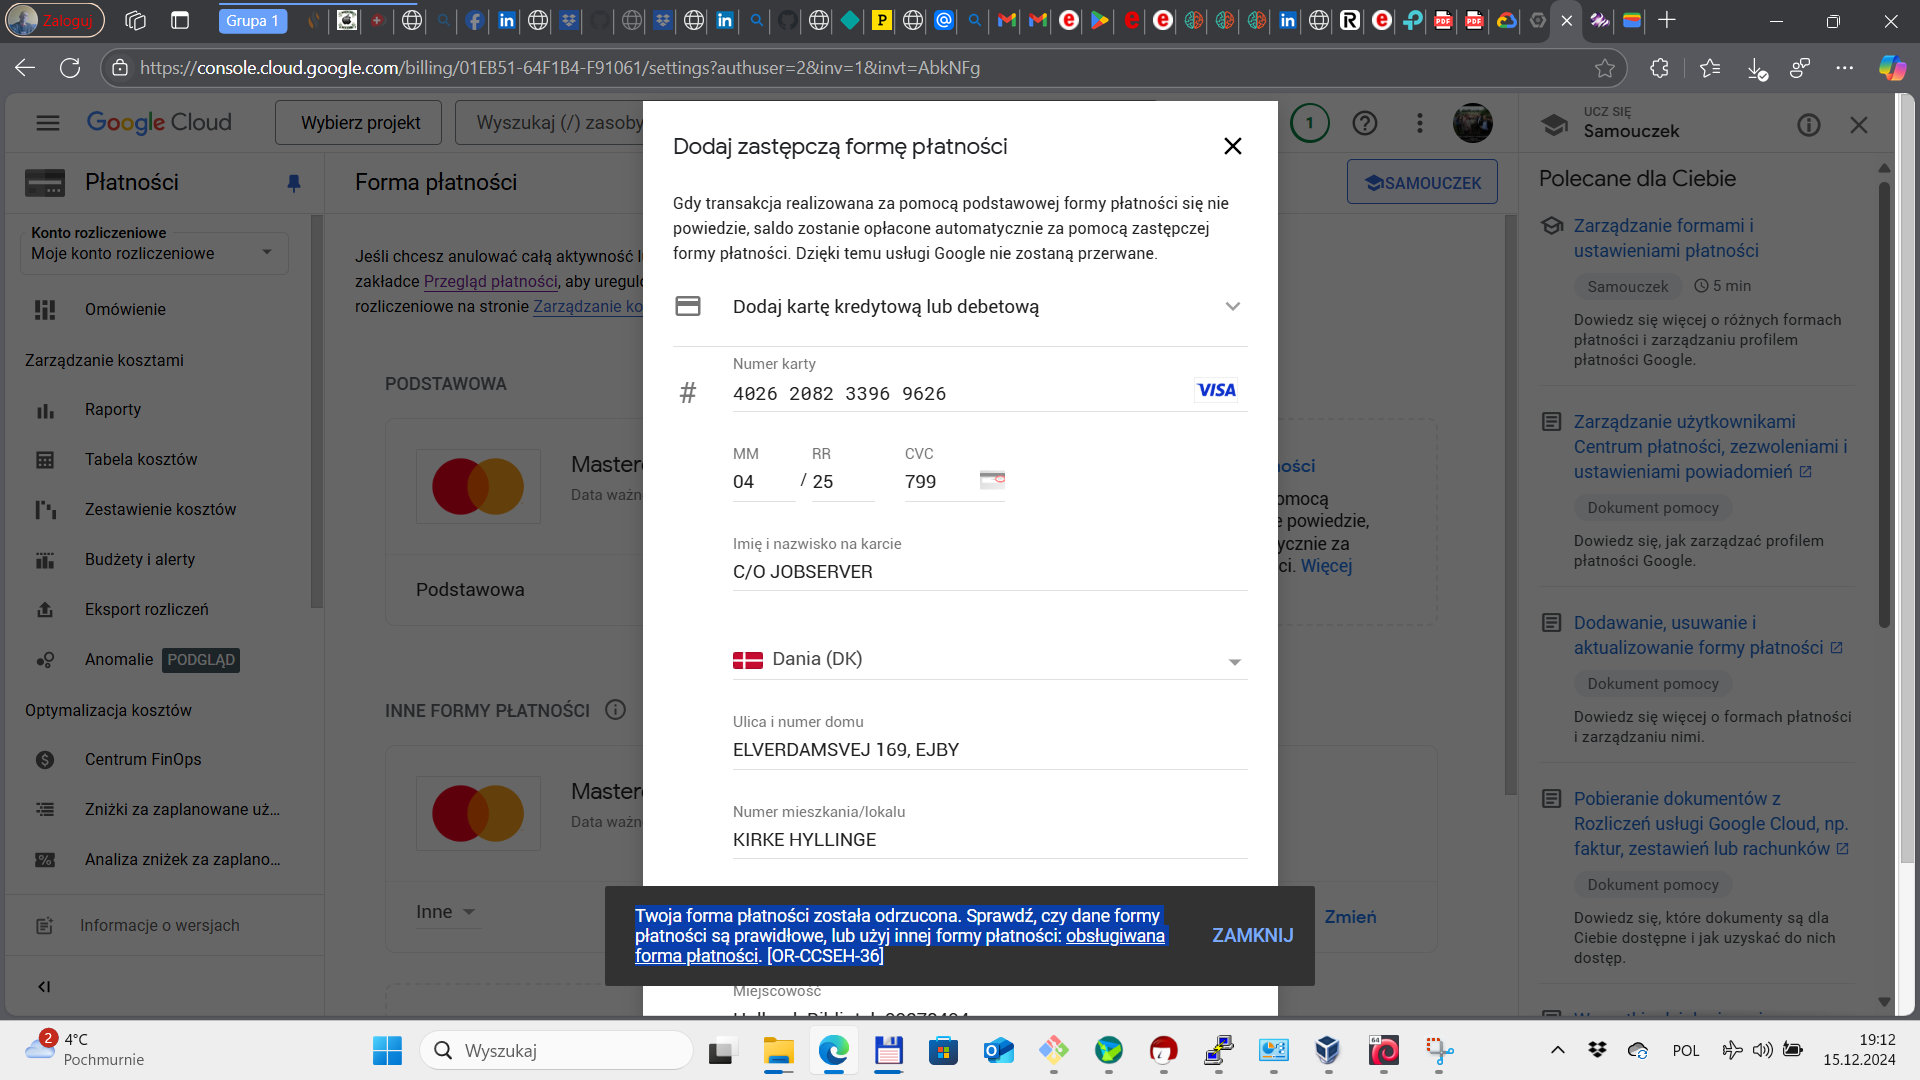 Zaloguj
Grupa 1
https://console.cloud.google.com/billing/01EB51-64F1B4-F91061/settings?authuser=2&inv=1&invt=AbkNFg
Google Cloud
Wybierz projekt
Wyszukaj (/) zasoby
1
UCZ SIĘ
Samouczek
Płatności
Konto rozliczeniowe
Moje konto rozliczeniowe
Omówienie
Zarządzanie kosztami
Raporty
Tabela kosztów
Zestawienie kosztów
Budżety i alerty
Eksport rozliczeń
Anomalie PODGLĄD
Optymalizacja kosztów
Centrum FinOps
Zniżki za zaplanowane uż...
Analiza zniżek za zaplano...
Informacje o wersjach
Forma płatności
SAMOUCZEK
Jeśli chcesz anulować całą aktywność
zakładce Przegląd płatności, aby uregul
rozliczeniowe na stronie Zarządzanie ko
PODSTAWOWA
Master
Data ważn
Podstawowa
ności
omocą
e powiedzie,
ycznie za
ci. Więcej
INNE FORMY PŁATNOŚCI
Master
Data ważn
Inne
Zmień
Dodaj zastępczą formę płatności
Gdy transakcja realizowana za pomocą podstawowej formy płatności się nie
powiedzie, saldo zostanie opłacone automatycznie za pomocą zastępczej
formy płatności. Dzięki temu usługi Google nie zostaną przerwane.
Dodaj kartę kredytową lub debetową
Numer karty
# 4026 2082 3396 9626
VISA
MM RR CVC
04 / 25 799
Imię i nazwisko na karcie
C/O JOBSERVER
Dania (DK)
Ulica i numer domu
ELVERDAMSVEJ 169, EJBY
Numer mieszkania/lokalu
KIRKE HYLLINGE
Twoja forma płatności została odrzucona. Sprawdź, czy dane formy
płatności są prawidłowe, lub użyj innej formy płatności: obsługiwana
forma płatności. [OR-CCSEH-36]
ZAMKNIJ
Miejscowość
Polecane dla Ciebie
Zarządzanie formami i
ustawieniami płatności
Samouczek 5 min
Dowiedz się więcej o różnych formach
płatności i zarządzaniu profilem
płatności Google.
Zarządzanie użytkownikami
Centrum płatności, zezwoleniami i
ustawieniami powiadomień
Dokument pomocy
Dowiedz się, jak zarządzać profilem
płatności Google.
Dodawanie, usuwanie i
aktualizowanie formy płatności
Dokument pomocy
Dowiedz się więcej o formach płatności
i zarządzaniu nimi.
Pobieranie dokumentów z
Rozliczeń usługi Google Cloud, np.
faktur, zestawień lub rachunków
Dokument pomocy
Dowiedz się, które dokumenty są dla
Ciebie dostępne i jak uzyskać do nich
dostęp.
2
4°C
Pochmurnie
Wyszukaj
POL
19:12
15.12.2024